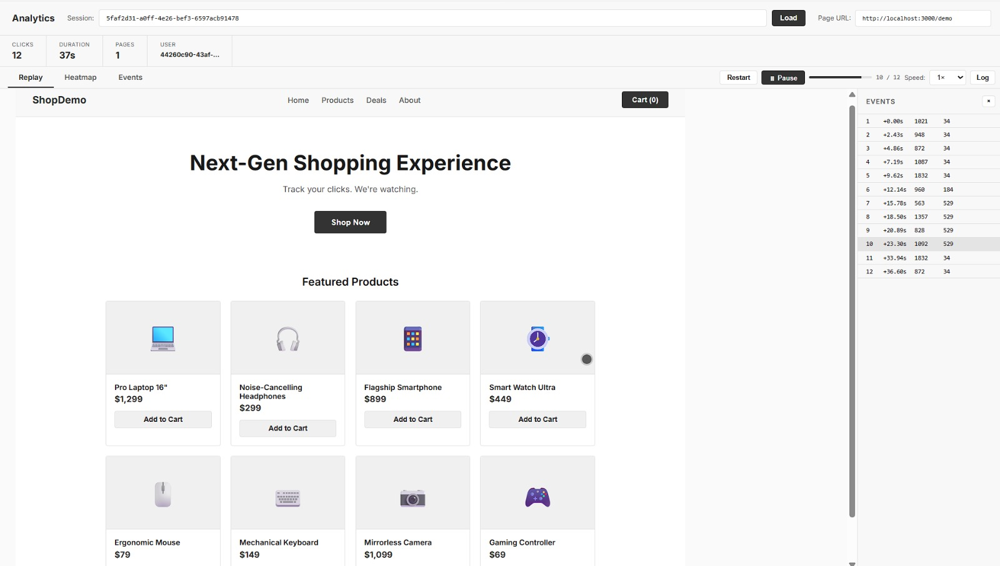 Analytics Session: 5faf2d31-a0ff-4e26-bef3-6597acb91478 Load Page URL: http://localhost:3000/demo
CLICKS DURATION PAGES USER
12 37s 1 44260c90-43af-...
Replay Heatmap Events Restart Pause 10 / 12 Speed: 1× Log
ShopDemo Home Products Deals About Cart (0)
Next-Gen Shopping Experience
Track your clicks. We're watching.
Shop Now
Featured Products
Pro Laptop 16"
$1,299
Add to Cart
Noise-Cancelling
Headphones
$299
Add to Cart
Flagship Smartphone
$899
Add to Cart
Smart Watch Ultra
$449
Add to Cart
Ergonomic Mouse
$79
Mechanical Keyboard
$149
Mirrorless Camera
$1,099
Gaming Controller
$69
EVENTS ×
1 +0.00s 1021 34
2 +2.43s 948 34
3 +4.86s 872 34
4 +7.19s 1087 34
5 +9.62s 1832 34
6 +12.14s 960 184
7 +15.78s 563 529
8 +18.50s 1357 529
9 +20.89s 828 529
10 +23.30s 1092 529
11 +33.94s 1832 34
12 +36.60s 872 34